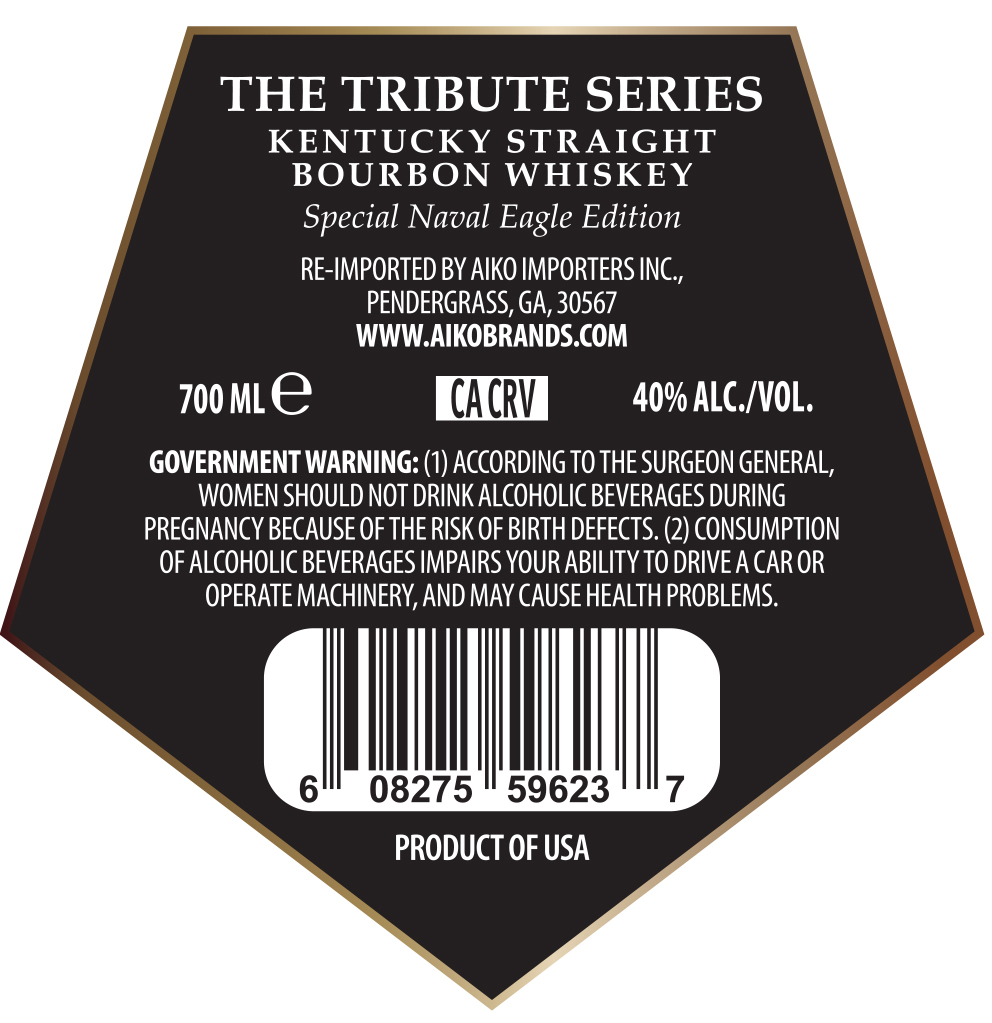 THE TRIBUTE SERIES
KENTUCKY STRAIGHT
BOURBON WHISKEY
Special Naval Eagle Edition
RE-IMPORTED BY AIKO IMPORTERS INC.,
PENDERGRASS, GA, 30567
WWW.AIKOBRANDS.COM
700 ML ℮ CA CRV 40% ALC./VOL.
GOVERNMENT WARNING: (1) ACCORDING TO THE SURGEON GENERAL,
WOMEN SHOULD NOT DRINK ALCOHOLIC BEVERAGES DURING
PREGNANCY BECAUSE OF THE RISK OF BIRTH DEFECTS. (2) CONSUMPTION
OF ALCOHOLIC BEVERAGES IMPAIRS YOUR ABILITY TO DRIVE A CAR OR
OPERATE MACHINERY, AND MAY CAUSE HEALTH PROBLEMS.
6 08275 59623 7
PRODUCT OF USA